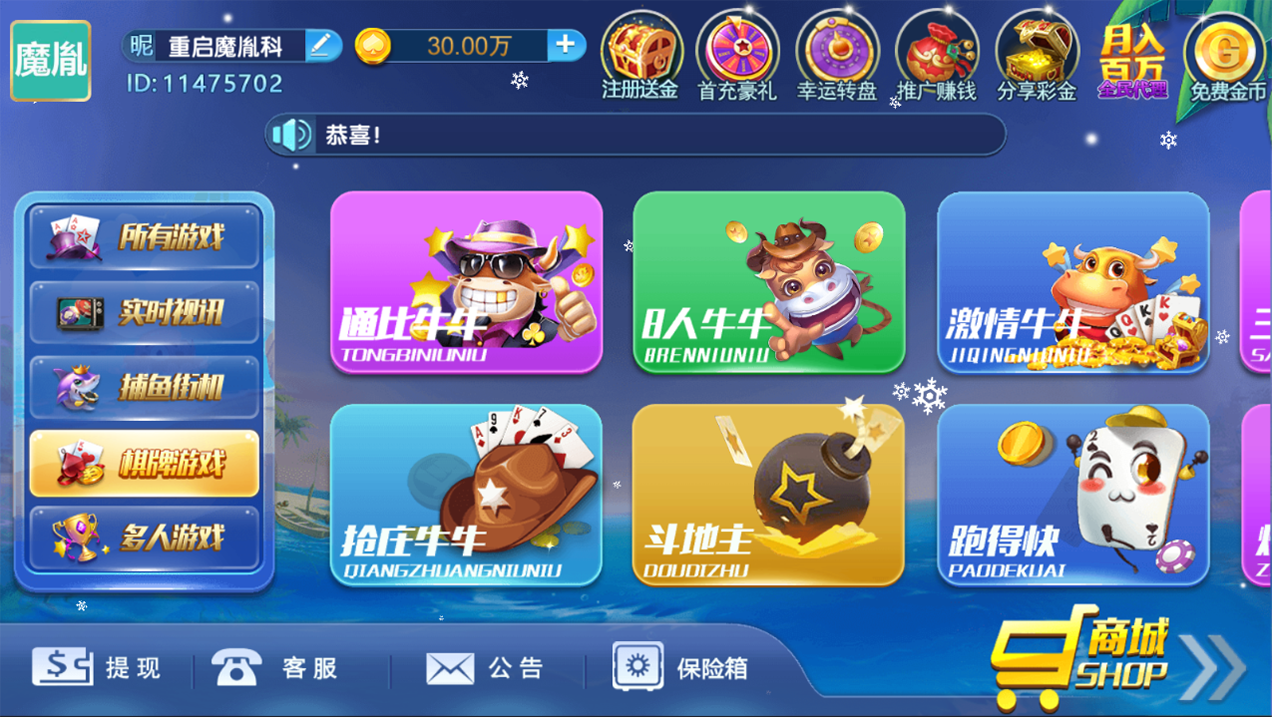 魔胤
昵 重启魔胤科
ID:11475702
30.00万
注册送金
首充豪礼
幸运转盘
推广赚钱
分享彩金
月入
百万
全民代理
G
免费金币
恭喜!
所有游戏
实时视讯
捕鱼街机
棋牌游戏
多人游戏
通比牛牛
TONGBINIUNIU
8人牛牛
BRENNIUNIU
激情牛牛
JIQINGNIUNIU
抢庄牛牛
QIANGZHUANGNIUNIU
斗地主
DOUDIZHU
跑得快
PAODEKUAI
提现
客服
公告
保险箱
商城
SHOP